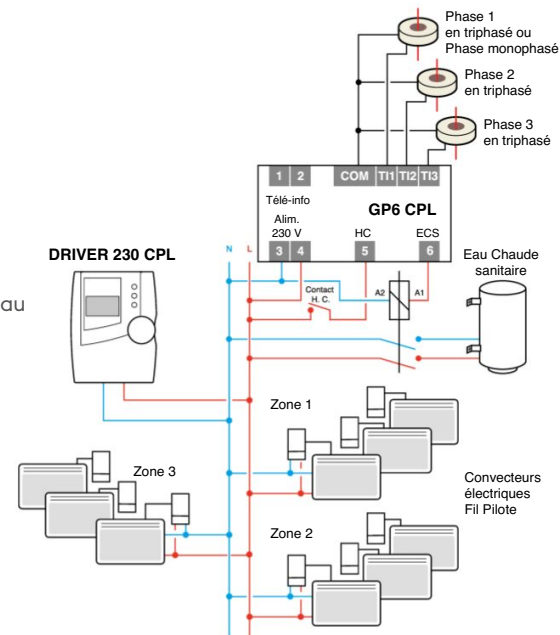 Phase 1
en triphasé ou
Phase monophasé
Phase 2
en triphasé
Phase 3
en triphasé
1 2 COM TI1 TI2 TI3
Télé-info
GP6 CPL
Alim.
230 V
HC
ECS
3 4 5 6
N L
DRIVER 230 CPL
Eau Chaude
sanitaire
Contact
H. C.
A2 A1
au
Zone 1
Zone 3
Convecteurs
électriques
Fil Pilote
Zone 2